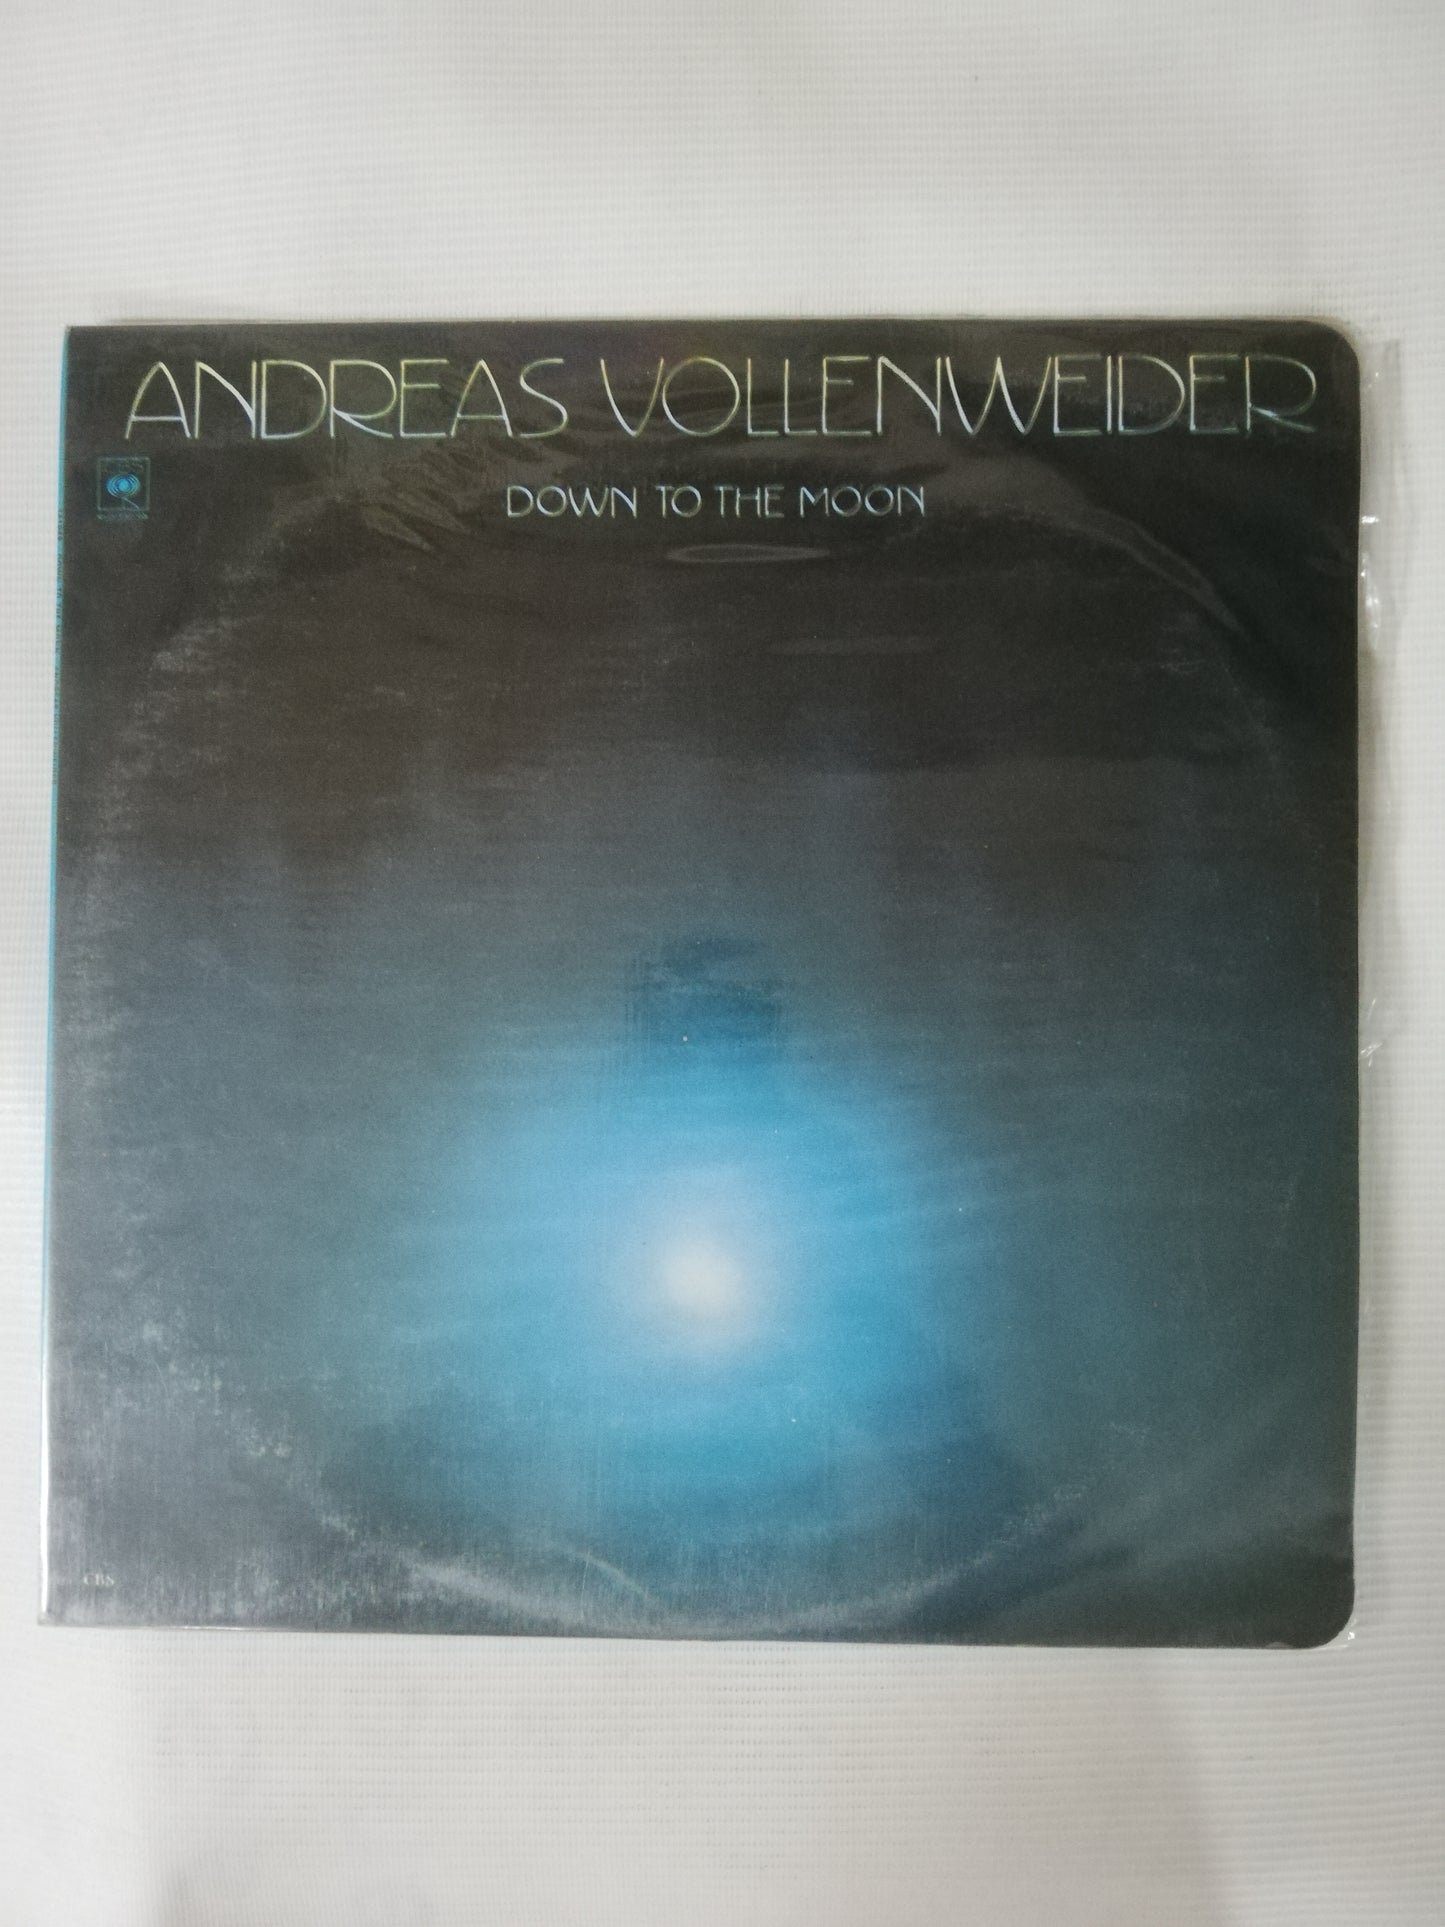 ANDREAS VOLLENWEIDER
DOWN TO THE MOON
CBS